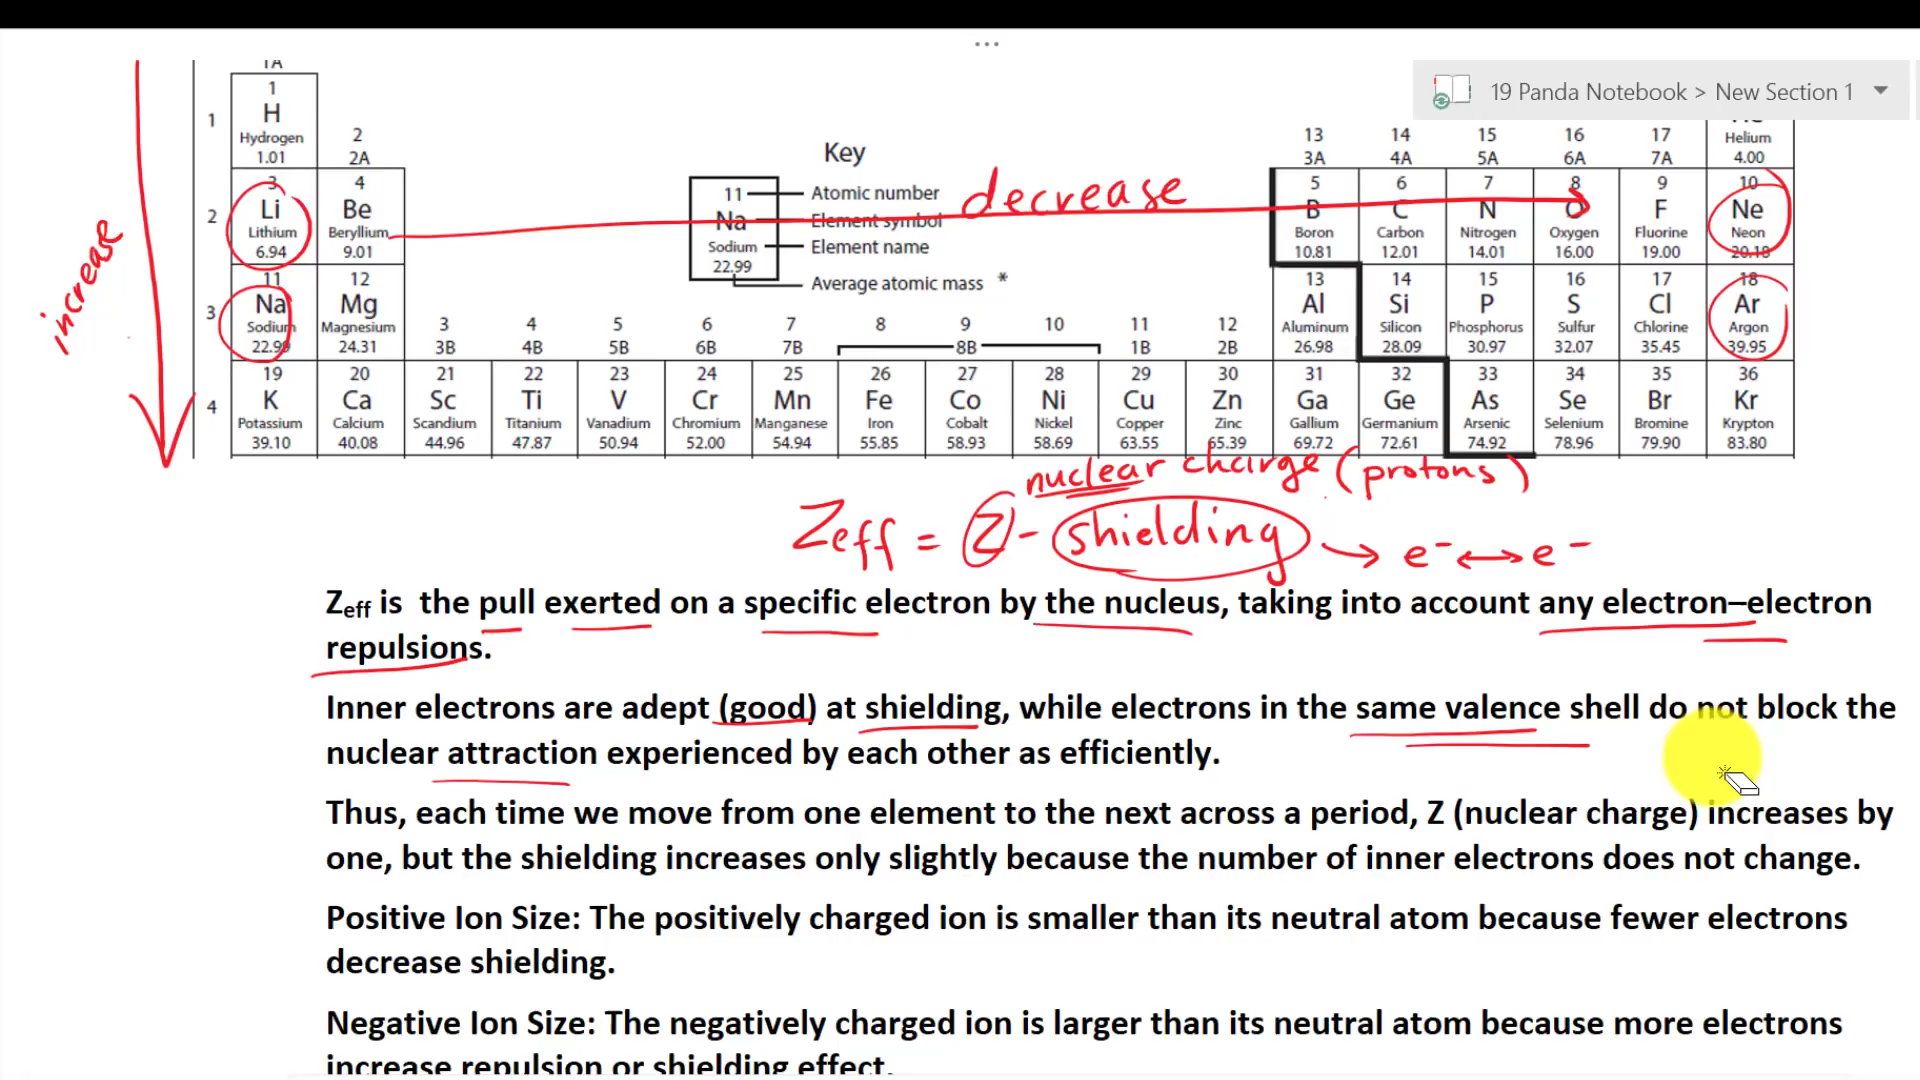 ...
1A
19 Panda Notebook > New Section 1
1
H
Hydrogen
1.01
1
2
2A
Key
11 Atomic number
Na Element symbol
Sodium Element name
22.99
Average atomic mass *
decrease
13 14 15 16 17
3A 4A 5A 6A 7A
He
Helium
4.00
increase
2
3 4 5 6 7 8 9 10
Li Be B C N O F Ne
Lithium Beryllium Boron Carbon Nitrogen Oxygen Fluorine Neon
6.94 9.01 10.81 12.01 14.01 16.00 19.00 20.18
3
11 12 13 14 15 16 17 18
Na Mg Al Si P S Cl Ar
Sodium Magnesium Aluminum Silicon Phosphorus Sulfur Chlorine Argon
22.99 24.31 26.98 28.09 30.97 32.07 35.45 39.95
3 4 5 6 7 8 9 10 11 12
3B 4B 5B 6B 7B 8B 1B 2B
4
19 20 21 22 23 24 25 26 27 28 29 30 31 32 33 34 35 36
K Ca Sc Ti V Cr Mn Fe Co Ni Cu Zn Ga Ge As Se Br Kr
Potassium Calcium Scandium Titanium Vanadium Chromium Manganese Iron Cobalt Nickel Copper Zinc Gallium Germanium Arsenic Selenium Bromine Krypton
39.10 40.08 44.96 47.87 50.94 52.00 54.94 55.85 58.93 58.69 63.55 65.39 69.72 72.61 74.92 78.96 79.90 83.80
nuclear charge (protons)
Zeff = Z - shielding → e⁻ ↔ e⁻
Zeff is the pull exerted on a specific electron by the nucleus, taking into account any electron–electron
repulsions.
Inner electrons are adept (good) at shielding, while electrons in the same valence shell do not block the
nuclear attraction experienced by each other as efficiently.
Thus, each time we move from one element to the next across a period, Z (nuclear charge) increases by
one, but the shielding increases only slightly because the number of inner electrons does not change.
Positive Ion Size: The positively charged ion is smaller than its neutral atom because fewer electrons
decrease shielding.
Negative Ion Size: The negatively charged ion is larger than its neutral atom because more electrons
increase repulsion or shielding effect.